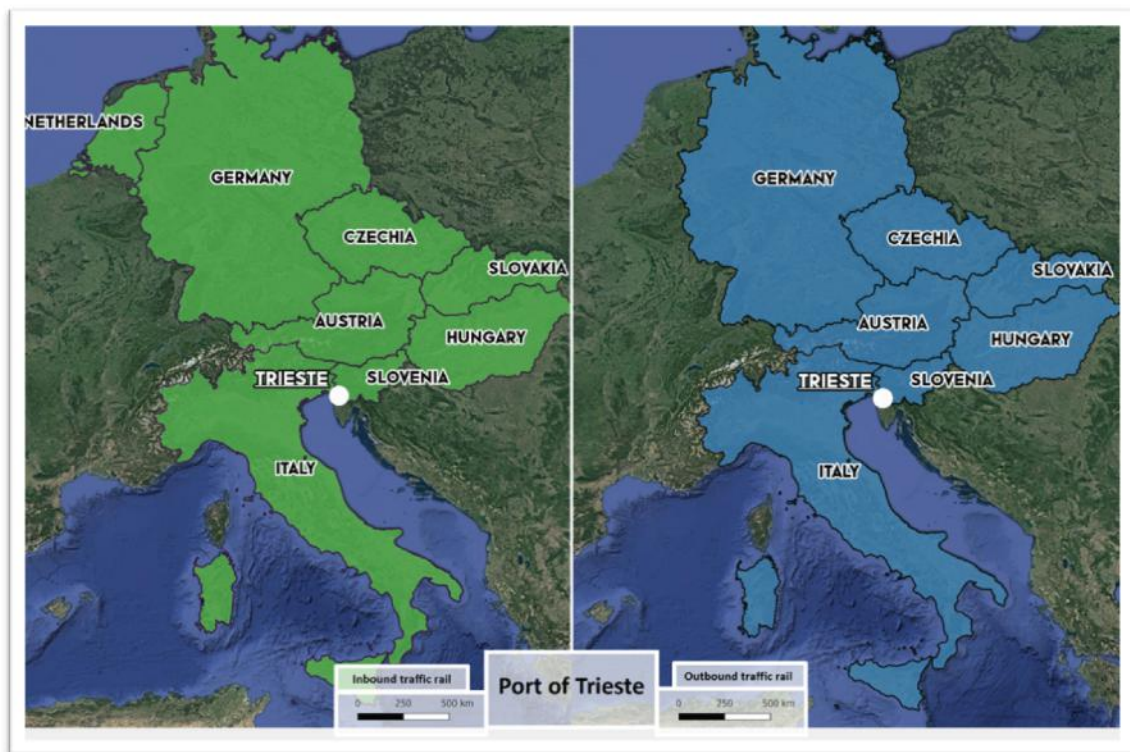 NETHERLANDS
GERMANY
CZECHIA
SLOVAKIA
AUSTRIA
HUNGARY
TRIESTE
SLOVENIA
ITALY
Inbound traffic rail
0 250 500 km
GERMANY
CZECHIA
SLOVAKIA
AUSTRIA
HUNGARY
TRIESTE
SLOVENIA
ITALY
Port of Trieste
Outbound traffic rail
0 250 500 km